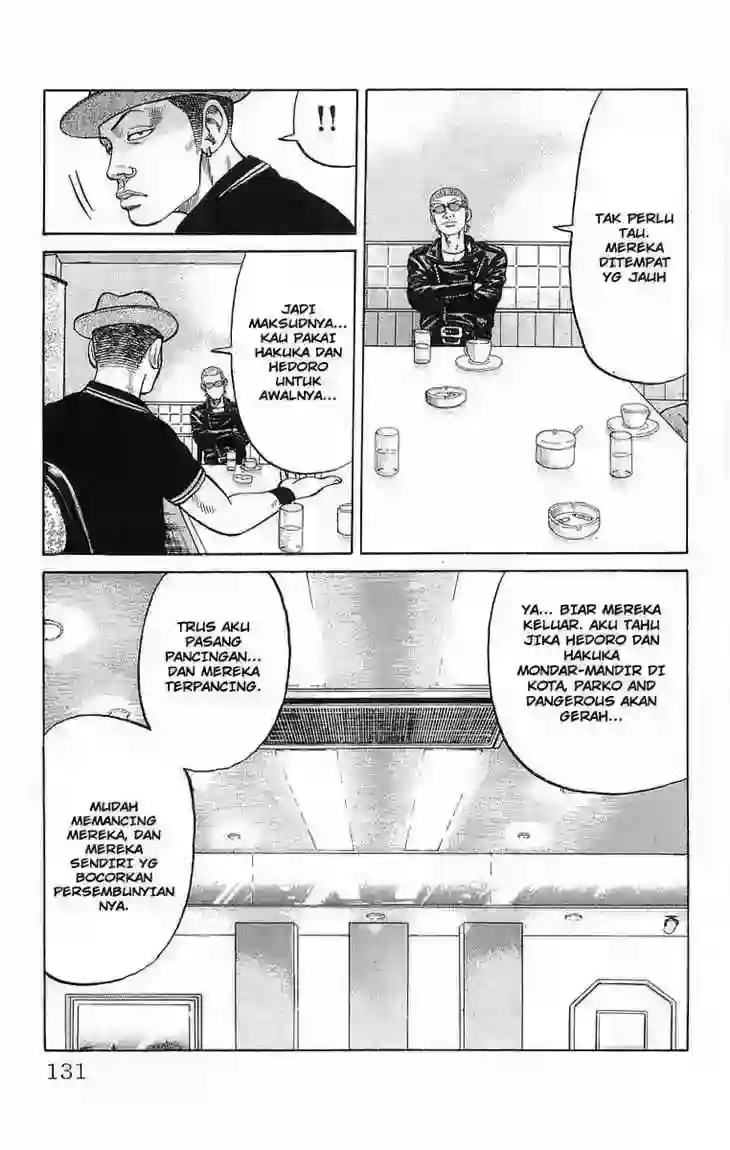 TAK PERLU
TAU.
MEREKA
DITEMPAT
YG JAUH
!!
JADI
MAKSUDNYA...
KAU PAKAI
HAKUKA DAN
HEDORO
UNTUK
AWALNYA...
YA... BIAR MEREKA
KELUAR. AKU TAHU
JIKA HEDORO DAN
HAKUKA
MONDAR-MANDIR DI
KOTA, PARKO AND
DANGEROUS AKAN
GERAH...
TRUS AKU
PASANG
PANCINGAN...
DAN MEREKA
TERPANCING.
MUDAH
MEMANCING
MEREKA, DAN
MEREKA
SENDIRI YG
BOCORKAN
PERSEMBUNYIAN
NYA.
131